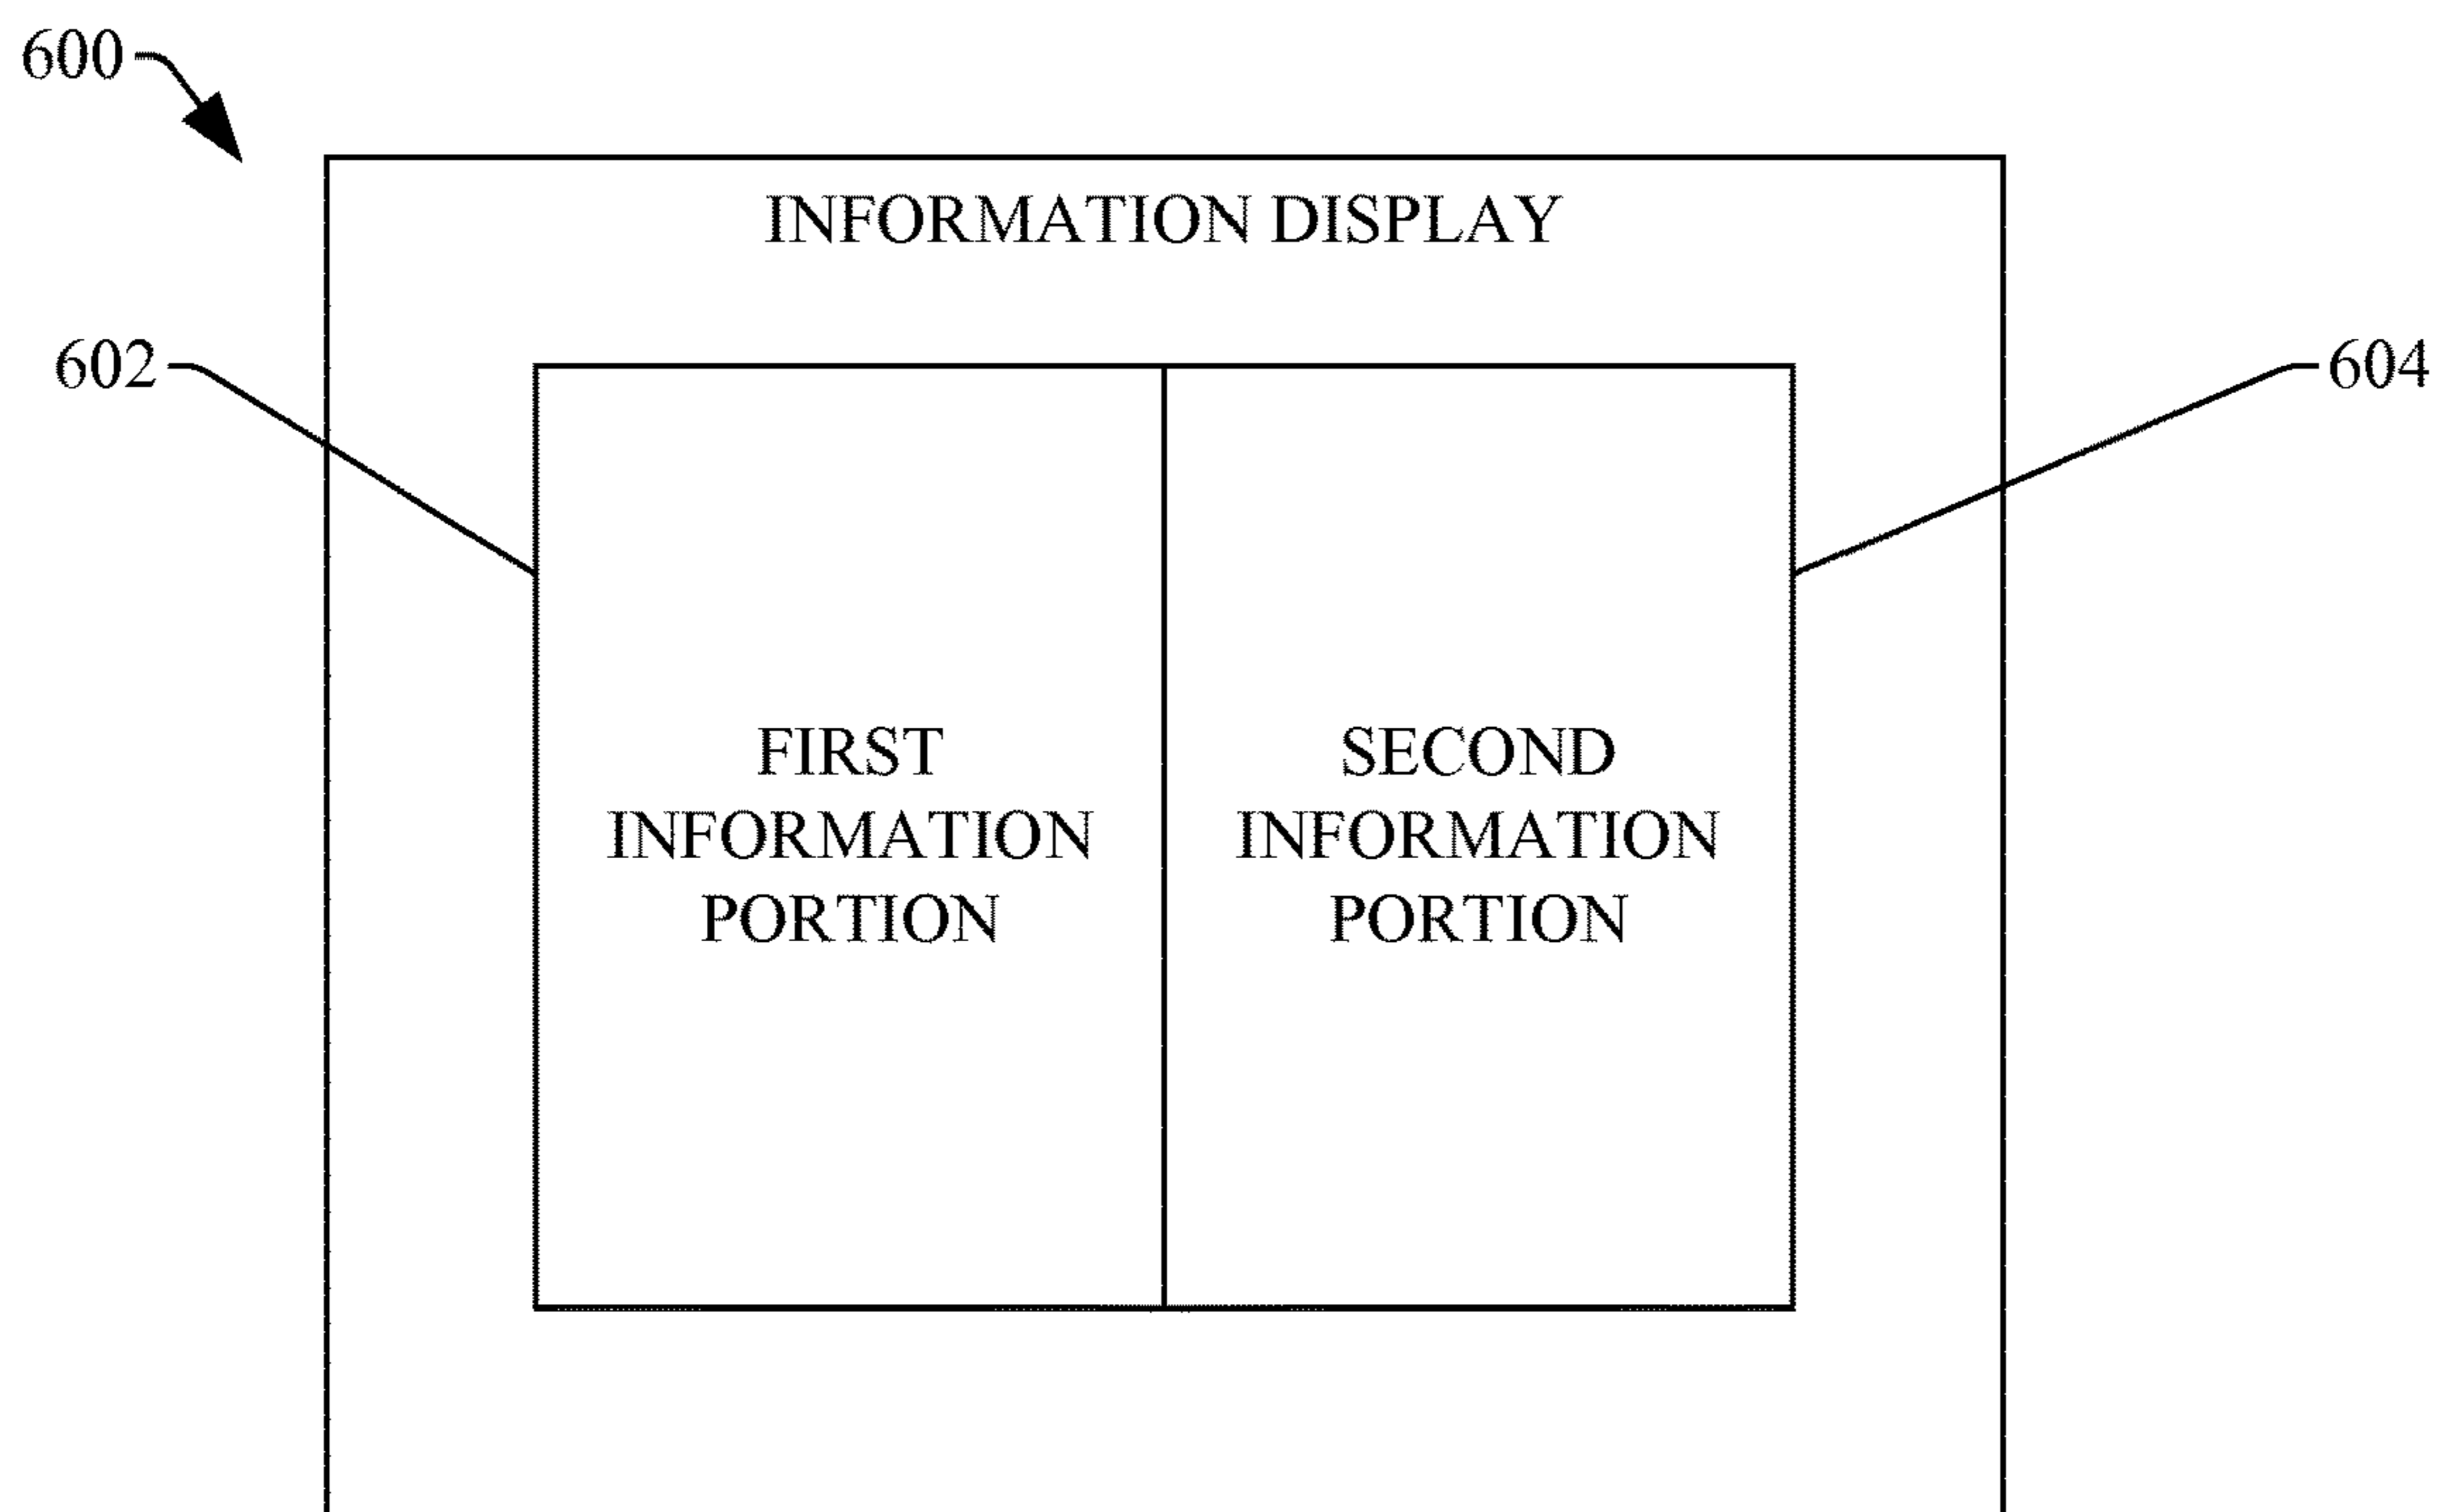 600
INFORMATION DISPLAY
602
604
FIRST
INFORMATION
PORTION
SECOND
INFORMATION
PORTION